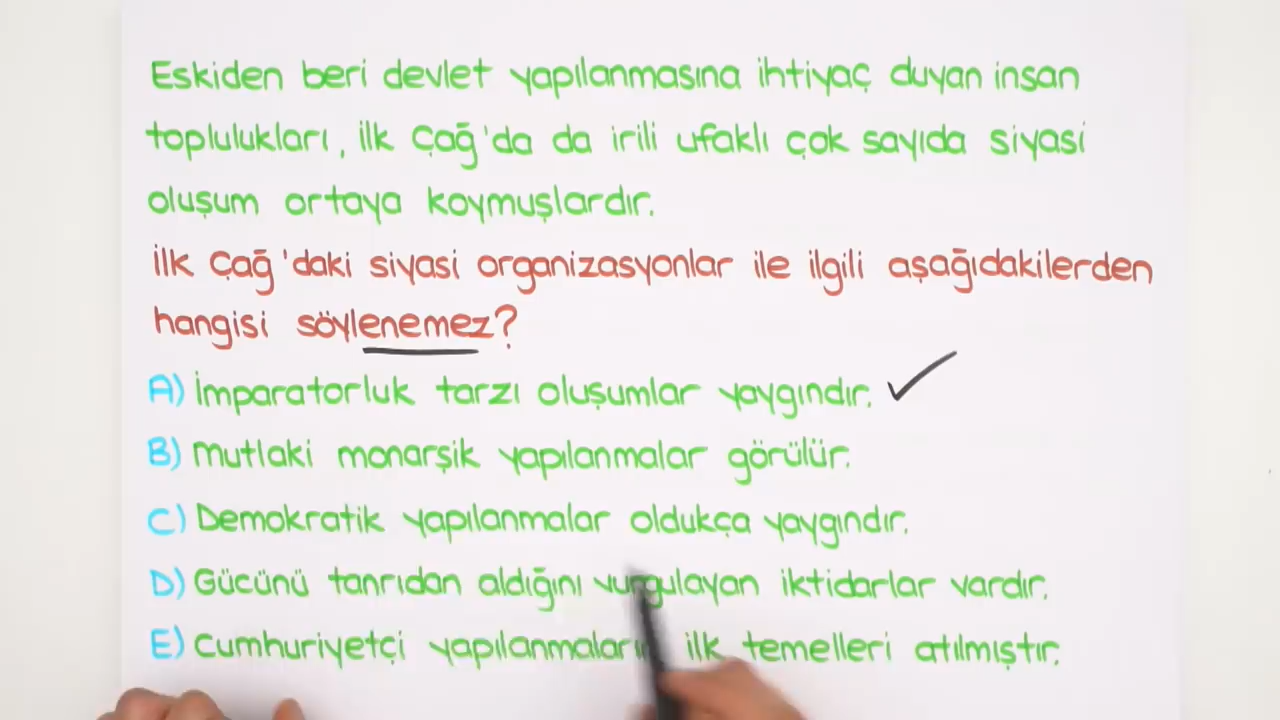 Eskiden beri devlet yapılanmasına ihtiyaç duyan insan
toplulukları, ilk Çağ'da da irili ufaklı çok sayıda siyasi
oluşum ortaya koymuşlardır.
İlk Çağ'daki siyasi organizasyonlar ile ilgili aşağıdakilerden
hangisi söylenemez?
A) İmparatorluk tarzı oluşumlar yaygındır.
B) Mutlaki monarşik yapılanmalar görülür.
C) Demokratik yapılanmalar oldukça yaygındır.
D) Gücünü tanrıdan aldığını vurgulayan iktidarlar vardır.
E) Cumhuriyetçi yapılanmaların ilk temelleri atılmıştır.